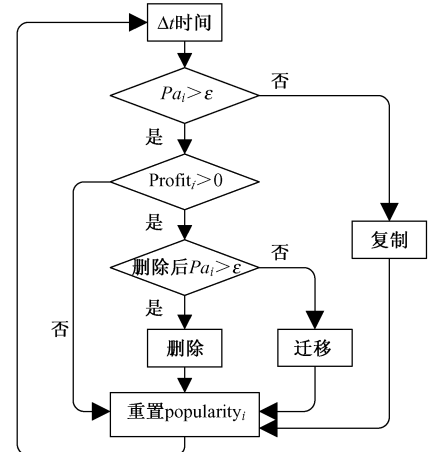 Δt时间
Paᵢ>ε
否
是
Profitᵢ>0
是
复制
删除后Paᵢ>ε
否
是
否
删除
迁移
重置popularityᵢ